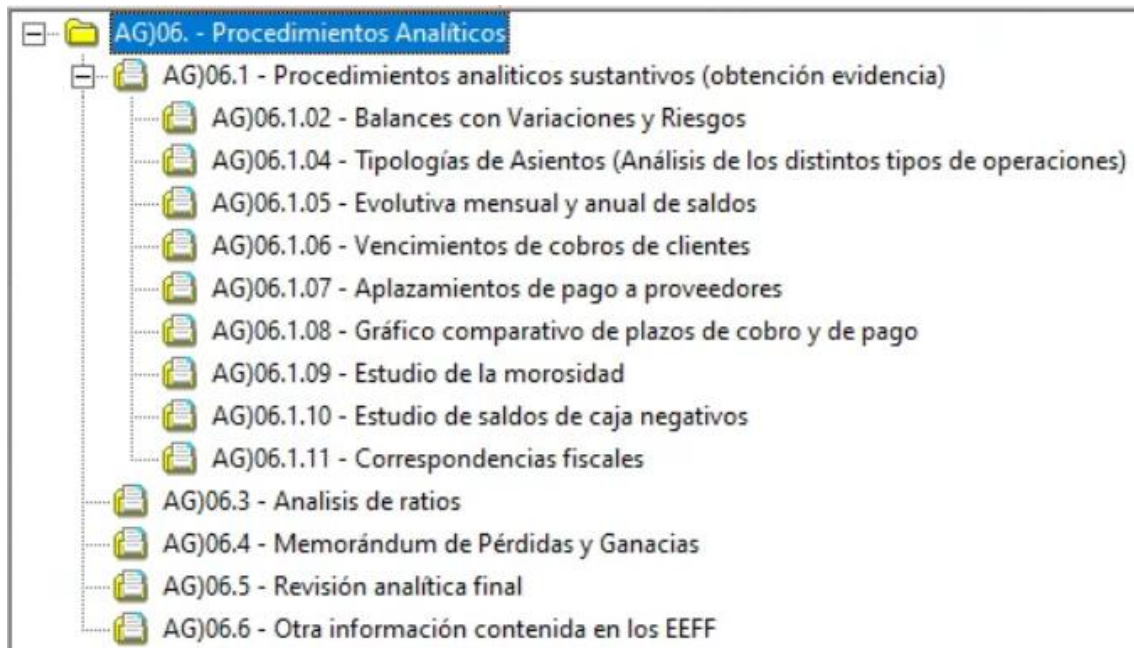 AG)06. - Procedimientos Analíticos
AG)06.1 - Procedimientos analiticos sustantivos (obtención evidencia)
AG)06.1.02 - Balances con Variaciones y Riesgos
AG)06.1.04 - Tipologías de Asientos (Análisis de los distintos tipos de operaciones)
AG)06.1.05 - Evolutiva mensual y anual de saldos
AG)06.1.06 - Vencimientos de cobros de clientes
AG)06.1.07 - Aplazamientos de pago a proveedores
AG)06.1.08 - Gráfico comparativo de plazos de cobro y de pago
AG)06.1.09 - Estudio de la morosidad
AG)06.1.10 - Estudio de saldos de caja negativos
AG)06.1.11 - Correspondencias fiscales
AG)06.3 - Analisis de ratios
AG)06.4 - Memorándum de Pérdidas y Ganacias
AG)06.5 - Revisión analítica final
AG)06.6 - Otra información contenida en los EEFF